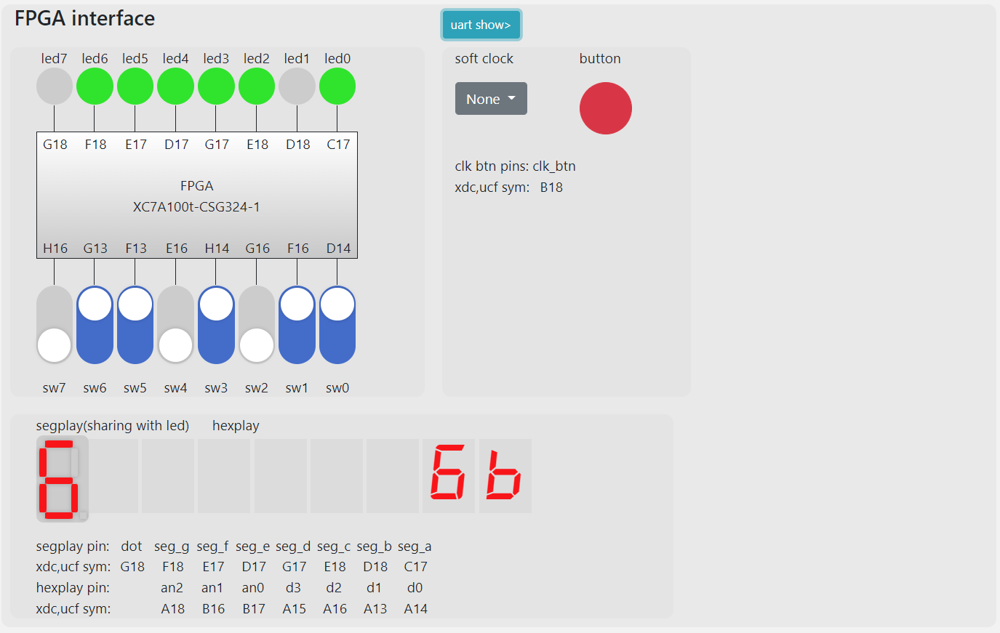 FPGA interface
uart show>
led7 led6 led5 led4 led3 led2 led1 led0
G18 F18 E17 D17 G17 E18 D18 C17
FPGA
XC7A100t-CSG324-1
H16 G13 F13 E16 H14 G16 F16 D14
sw7 sw6 sw5 sw4 sw3 sw2 sw1 sw0
soft clock button
None
clk btn pins: clk_btn
xdc,ucf sym: B18
segplay(sharing with led) hexplay
6 6 b
segplay pin: dot seg_g seg_f seg_e seg_d seg_c seg_b seg_a
xdc,ucf sym: G18 F18 E17 D17 G17 E18 D18 C17
hexplay pin: an2 an1 an0 d3 d2 d1 d0
xdc,ucf sym: A18 B16 B17 A15 A16 A13 A14